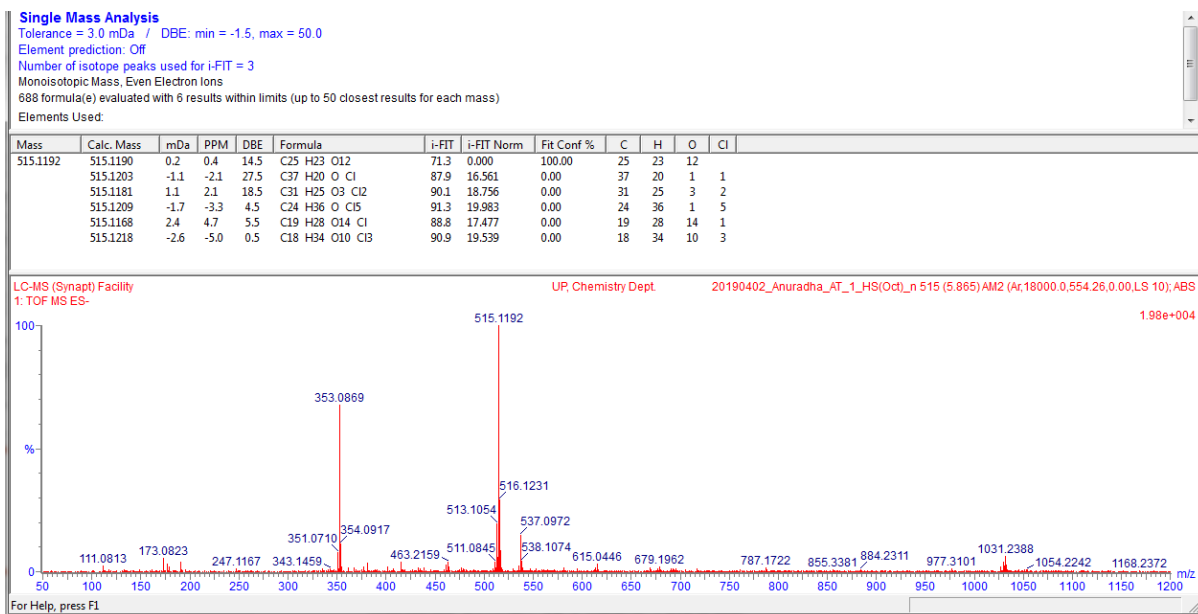 Single Mass Analysis
Tolerance = 3.0 mDa / DBE: min = -1.5, max = 50.0
Element prediction: Off
Number of isotope peaks used for i-FIT = 3
Monoisotopic Mass, Even Electron Ions
688 formula(e) evaluated with 6 results within limits (up to 50 closest results for each mass)
Elements Used:
Mass Calc. Mass mDa PPM DBE Formula i-FIT i-FIT Norm Fit Conf % C H O Cl
515.1192 515.1190 0.2 0.4 14.5 C25 H23 O12 71.3 0.000 100.00 25 23 12
515.1203 -1.1 -2.1 27.5 C37 H20 O Cl 87.9 16.561 0.00 37 20 1 1
515.1181 1.1 2.1 18.5 C31 H25 O3 Cl2 90.1 18.756 0.00 31 25 3 2
515.1209 -1.7 -3.3 4.5 C24 H36 O Cl5 91.3 19.983 0.00 24 36 1 5
515.1168 2.4 4.7 5.5 C19 H28 O14 Cl 88.8 17.477 0.00 19 28 14 1
515.1218 -2.6 -5.0 0.5 C18 H34 O10 Cl3 90.9 19.539 0.00 18 34 10 3
LC-MS (Synapt) Facility UP, Chemistry Dept. 20190402_Anuradha_AT_1_HS(Oct)_n 515 (5.865) AM2 (Ar,18000.0,554.26,0.00,LS 10); ABS
1: TOF MS ES-
1.98e+004
100
515.1192
353.0869
%
516.1231
513.1054
537.0972
351.0710
354.0917
511.0845
538.1074
111.0813
173.0823
247.1167
343.1459
463.2159
615.0446
679.1962
787.1722
855.3381
884.2311
977.3101
1031.2388
1054.2242
1168.2372
0
m/z
50 100 150 200 250 300 350 400 450 500 550 600 650 700 750 800 850 900 950 1000 1050 1100 1150 1200
For Help, press F1